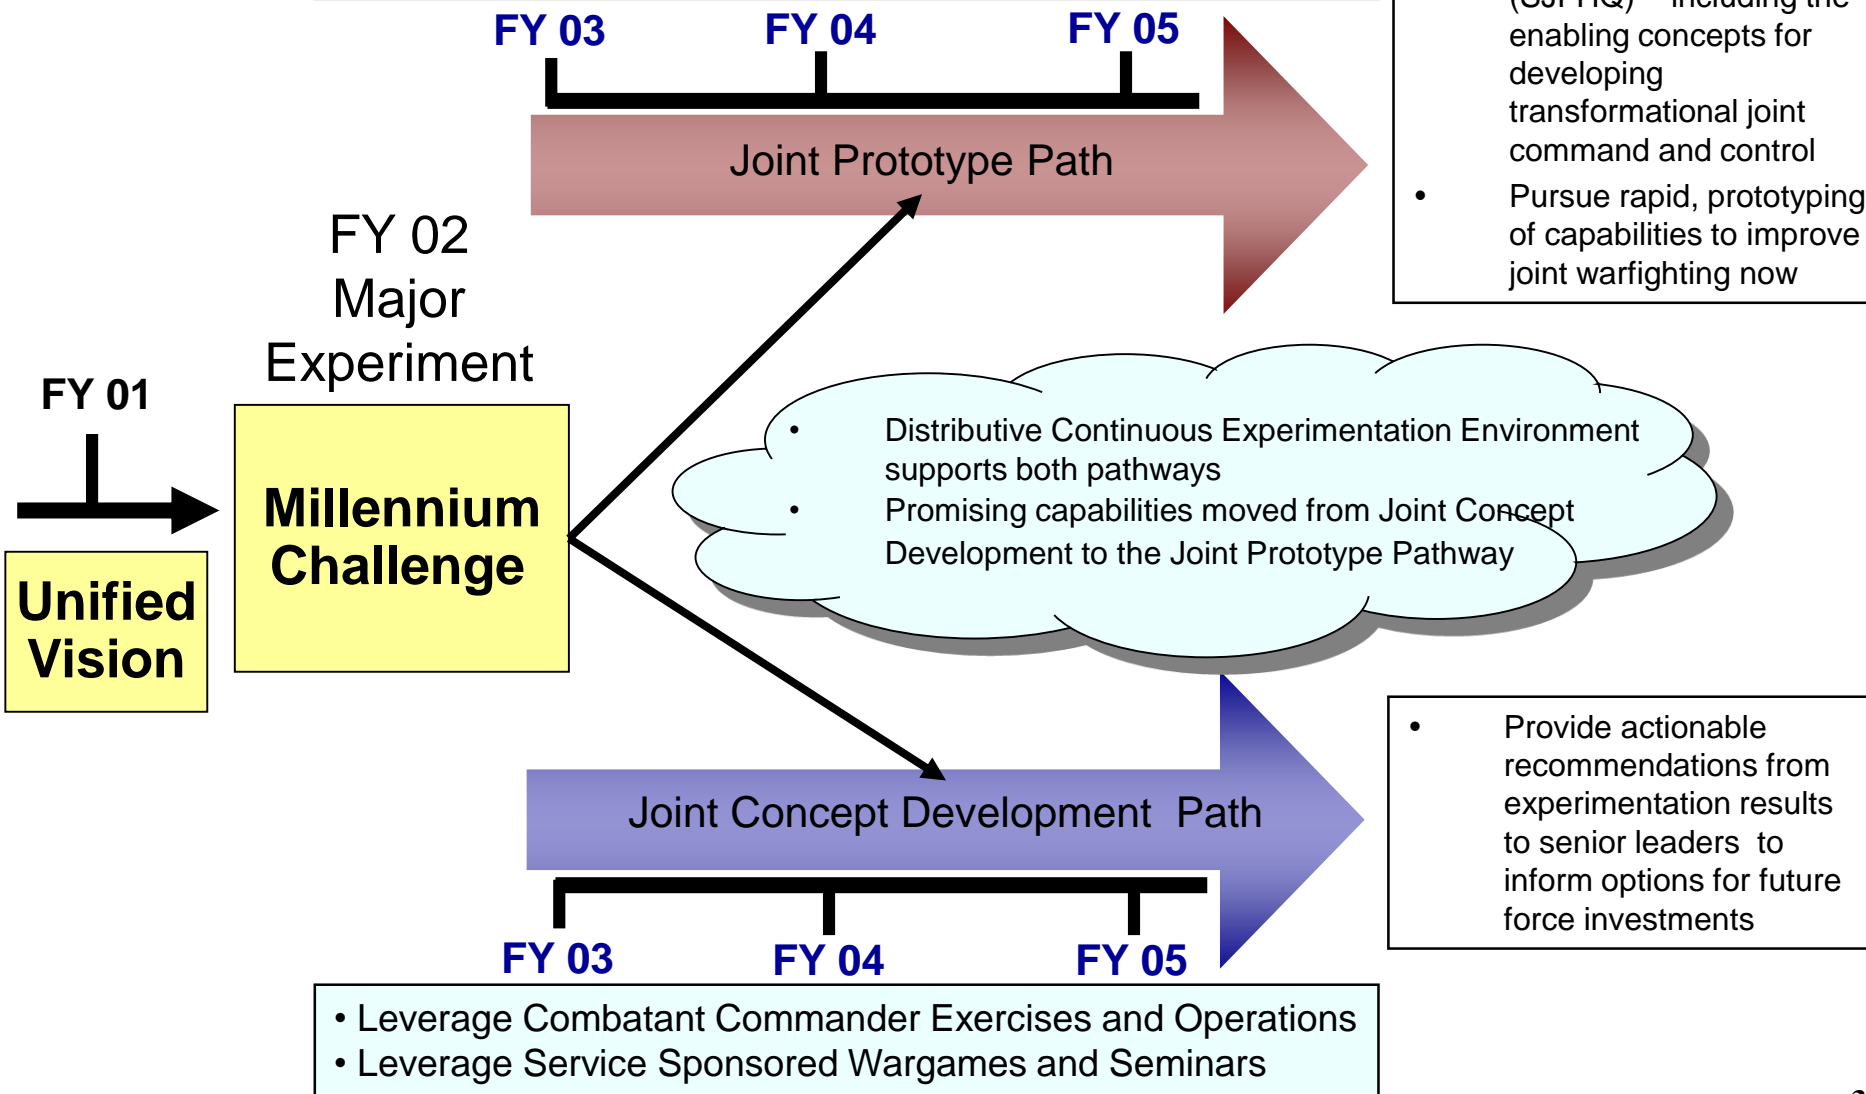 (SJFHQ) – including the
enabling concepts for
developing
transformational joint
command and control
• Pursue rapid, prototyping
of capabilities to improve
joint warfighting now
FY 03 FY 04 FY 05
Joint Prototype Path
FY 02
Major
Experiment
FY 01
Millennium
Challenge
Unified
Vision
• Distributive Continuous Experimentation Environment
supports both pathways
• Promising capabilities moved from Joint Concept
Development to the Joint Prototype Pathway
Joint Concept Development Path
• Provide actionable
recommendations from
experimentation results
to senior leaders to
inform options for future
force investments
FY 03 FY 04 FY 05
• Leverage Combatant Commander Exercises and Operations
• Leverage Service Sponsored Wargames and Seminars